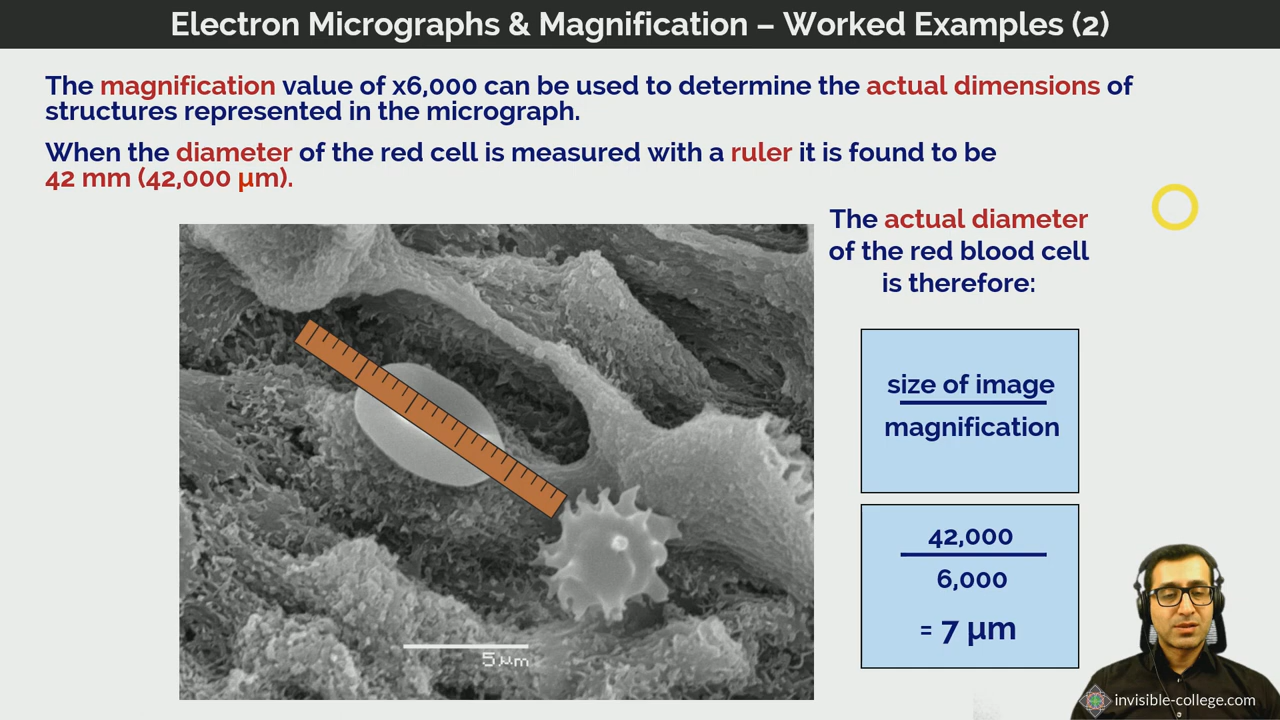 Electron Micrographs & Magnification – Worked Examples (2)
The magnification value of x6,000 can be used to determine the actual dimensions of
structures represented in the micrograph.
When the diameter of the red cell is measured with a ruler it is found to be
42 mm (42,000 µm).
The actual diameter
of the red blood cell
is therefore:
size of image
magnification
42,000
6,000
= 7 µm
5µm
invisible-college.com